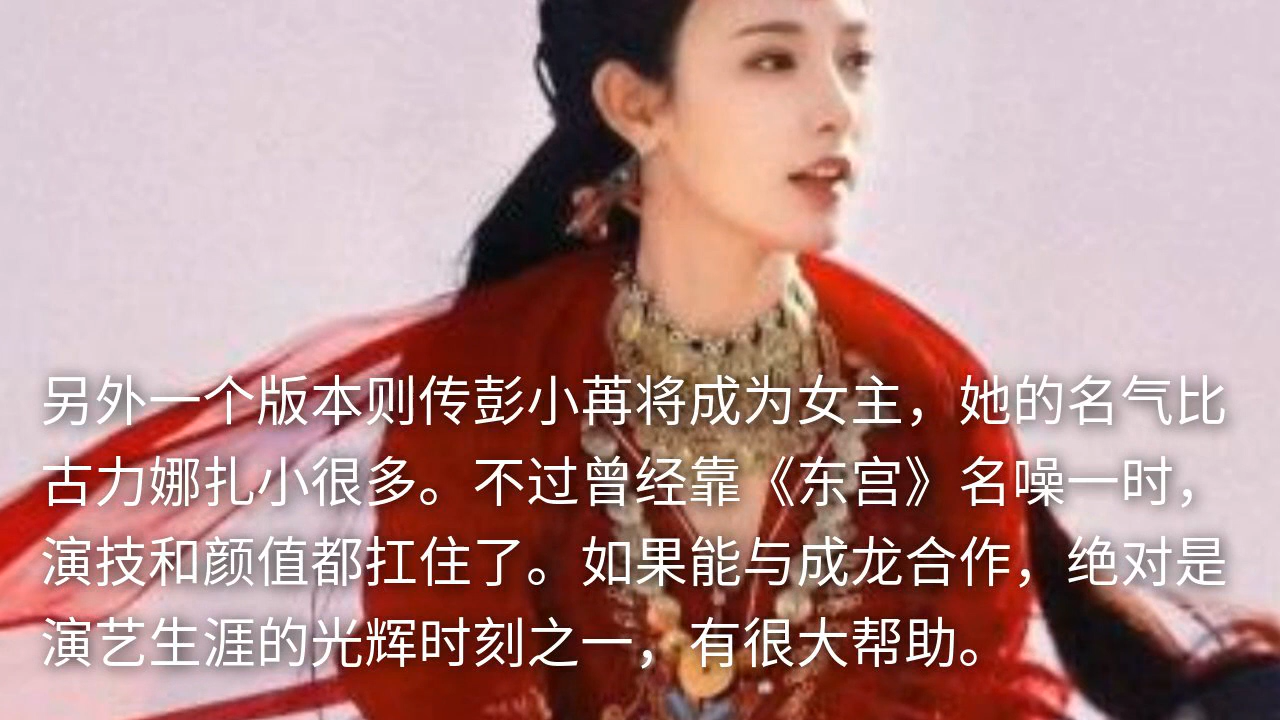 另外一个版本则传彭小苒将成为女主，她的名气比
古力娜扎小很多。不过曾经靠《东宫》名噪一时，
演技和颜值都扛住了。如果能与成龙合作，绝对是
演艺生涯的光辉时刻之一，有很大帮助。